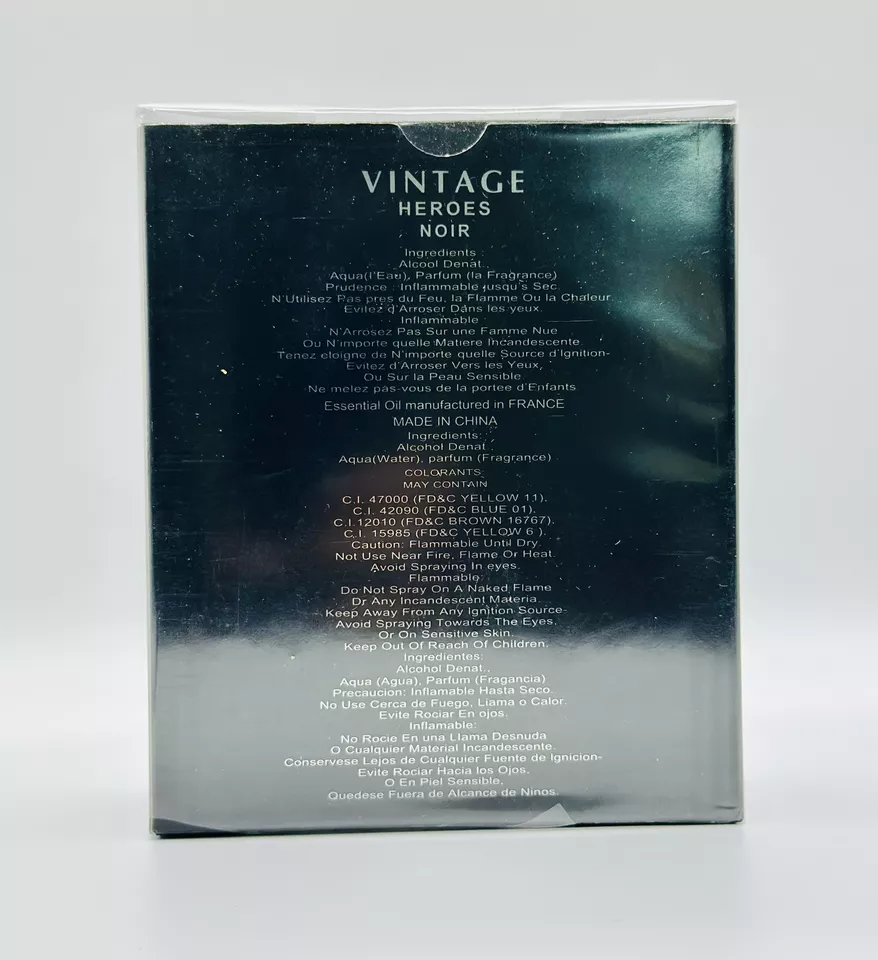 VINTAGE
HEROES
NOIR
Ingredients :
Alcool Denat..
Aqua(l'Eau), Parfum (la Fragrance)
Prudence : Inflammable jusqu's Sec
N'Utilisez Pas pres du Feu, la Flamme Ou la Chaleur.
Evitez d'Arroser Dans les yeux.
Inflammable :
N'Arrosez Pas Sur une Famme Nue
Ou N'importe quelle Matiere Incandescente
Tenez eloigne de N'importe quelle Source d'Ignition-
Evitez d'Arroser Vers les Yeux,
Ou Sur la Peau Sensible.
Ne melez pas-vous de la portee d'Enfants
Essential Oil manufactured in FRANCE
MADE IN CHINA
Ingredients:
Alcohol Denat..
Aqua(Water), parfum (Fragrance)
COLORANTS:
MAY CONTAIN
C.I. 47000 (FD&C YELLOW 11),
C.I. 42090 (FD&C BLUE 01),
C.I.12010 (FD&C BROWN 16767).
C.I. 15985 (FD&C YELLOW 6 ).
Caution: Flammable Until Dry.
Not Use Near Fire, Flame Or Heat.
Avoid Spraying In eyes.
Flammable:
Do Not Spray On A Naked Flame
Dr Any Incandescent Materia.
Keep Away From Any Ignition Source-
Avoid Spraying Towards The Eyes,
Or On Sensitive Skin.
Keep Out Of Reach Of Children.
Ingredientes:
Alcohol Denat..
Aqua (Agua), Parfum (Fragancia)
Precaucion: Inflamable Hasta Seco.
No Use Cerca de Fuego, Liama o Calor.
Evite Rociar En ojos.
Inflamable:
No Rocie En una Llama Desnuda
O Cualquier Material Incandescente.
Conservese Lejos de Cualquier Fuente de Ignicion-
Evite Rociar Hacia los Ojos.
O En Piel Sensible,
Quedese Fuera de Alcance de Ninos.